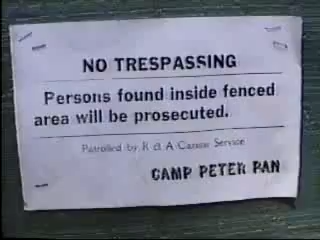 NO TRESPASSING
Persons found inside fenced
area will be prosecuted.
Patrolled by K & A Canine Service
CAMP PETER PAN